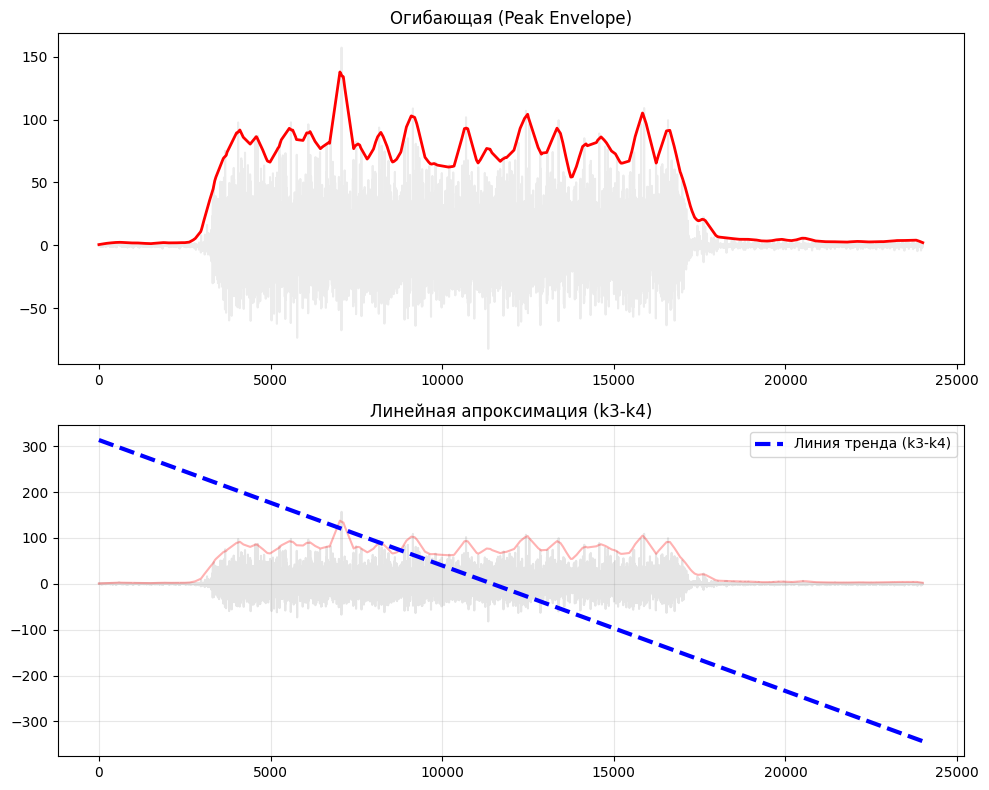 Огибающая (Peak Envelope)
150
100
50
0
−50
0 5000 10000 15000 20000 25000
Линейная апроксимация (k3-k4)
Линия тренда (k3-k4)
300
200
100
0
−100
−200
−300
0 5000 10000 15000 20000 25000